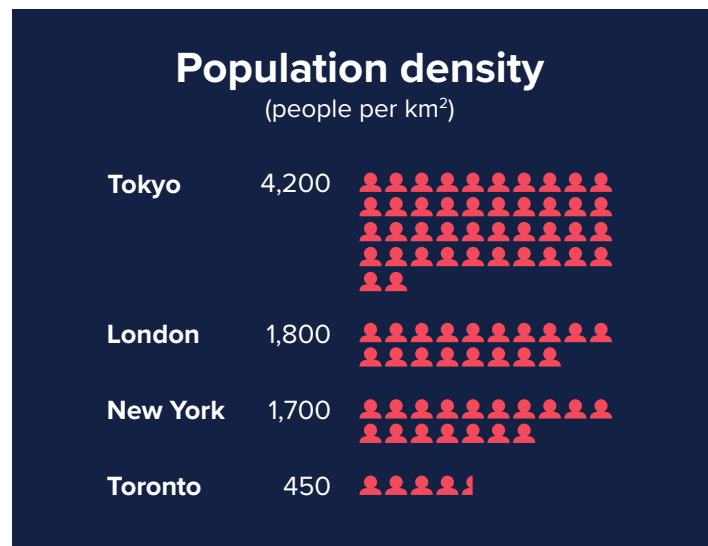 Population density
(people per km²)
Tokyo 4,200
London 1,800
New York 1,700
Toronto 450